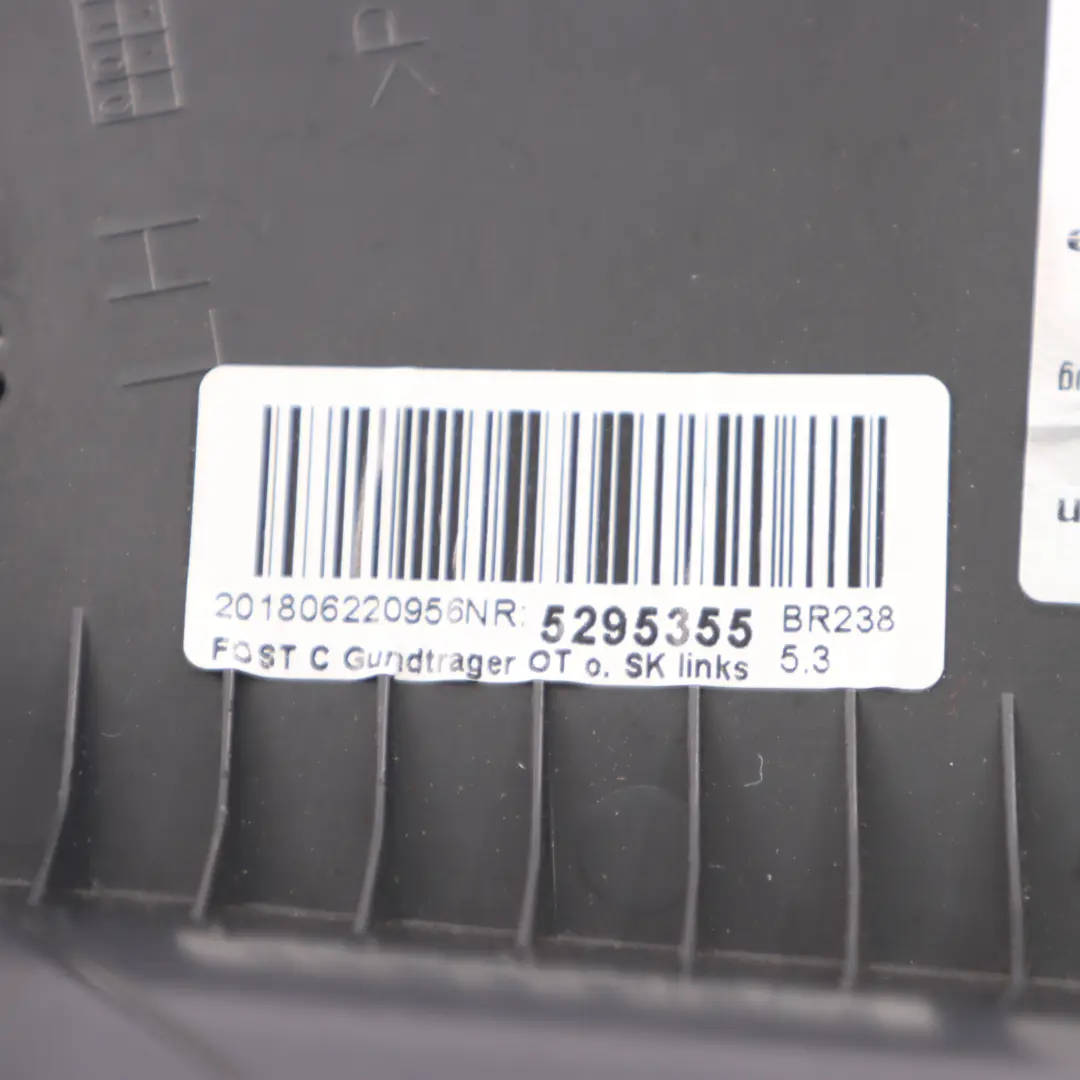 201806220956NR: 5295355 BR238
FOST C Gundtrager OT o. SK links 5.3